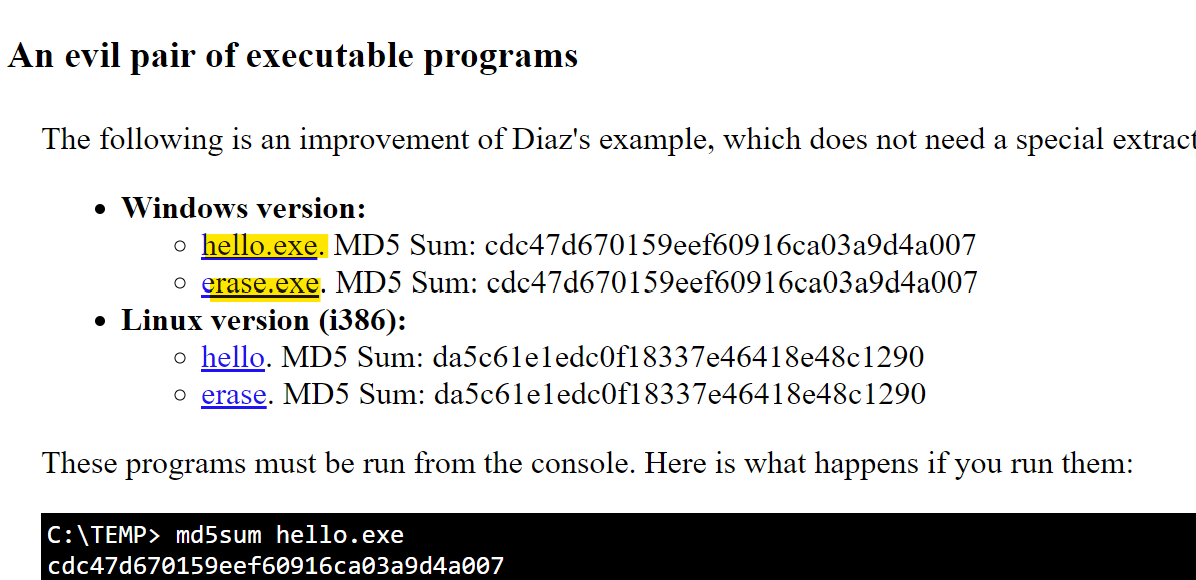 An evil pair of executable programs
The following is an improvement of Diaz's example, which does not need a special extract
Windows version:
hello.exe. MD5 Sum: cdc47d670159eef60916ca03a9d4a007
erase.exe. MD5 Sum: cdc47d670159eef60916ca03a9d4a007
Linux version (i386):
hello. MD5 Sum: da5c61e1edc0f18337e46418e48c1290
erase. MD5 Sum: da5c61e1edc0f18337e46418e48c1290
These programs must be run from the console. Here is what happens if you run them:
C:\TEMP> md5sum hello.exe
cdc47d670159eef60916ca03a9d4a007